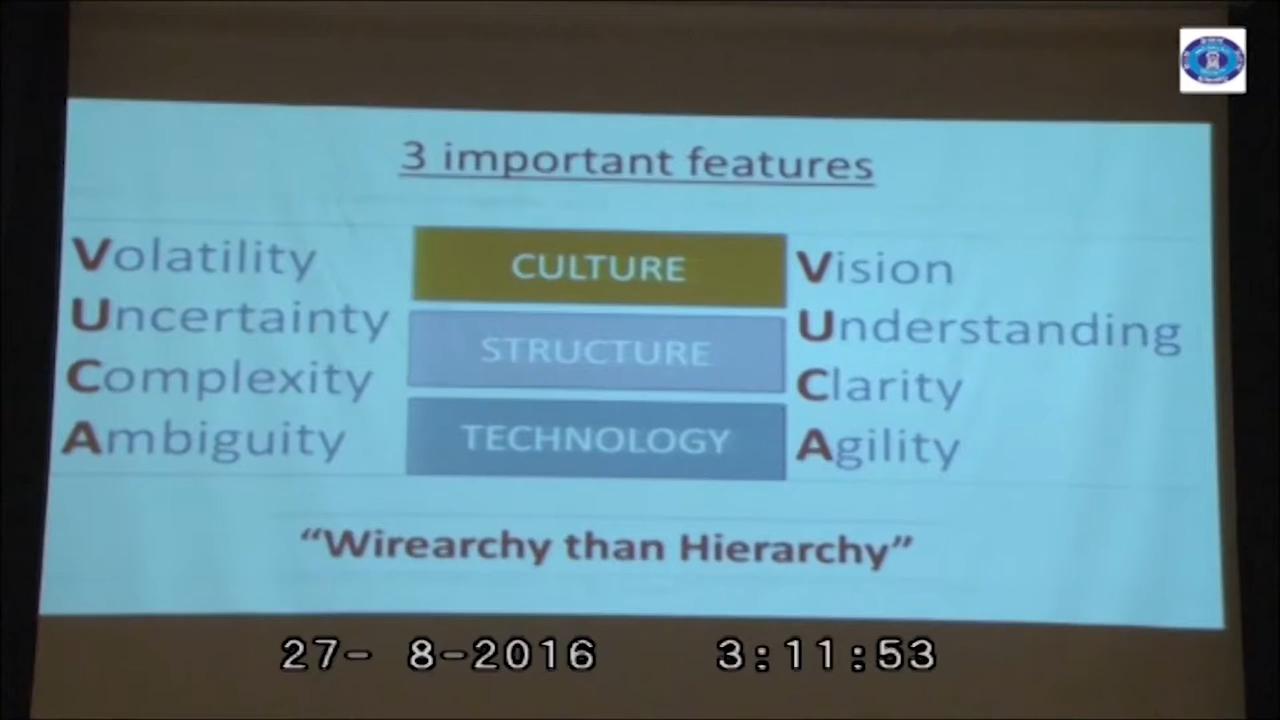 3 important features
Volatility
Uncertainty
Complexity
Ambiguity
CULTURE
STRUCTURE
TECHNOLOGY
Vision
Understanding
Clarity
Agility
“Wirearchy than Hierarchy”
27- 8-2016 3:11:53